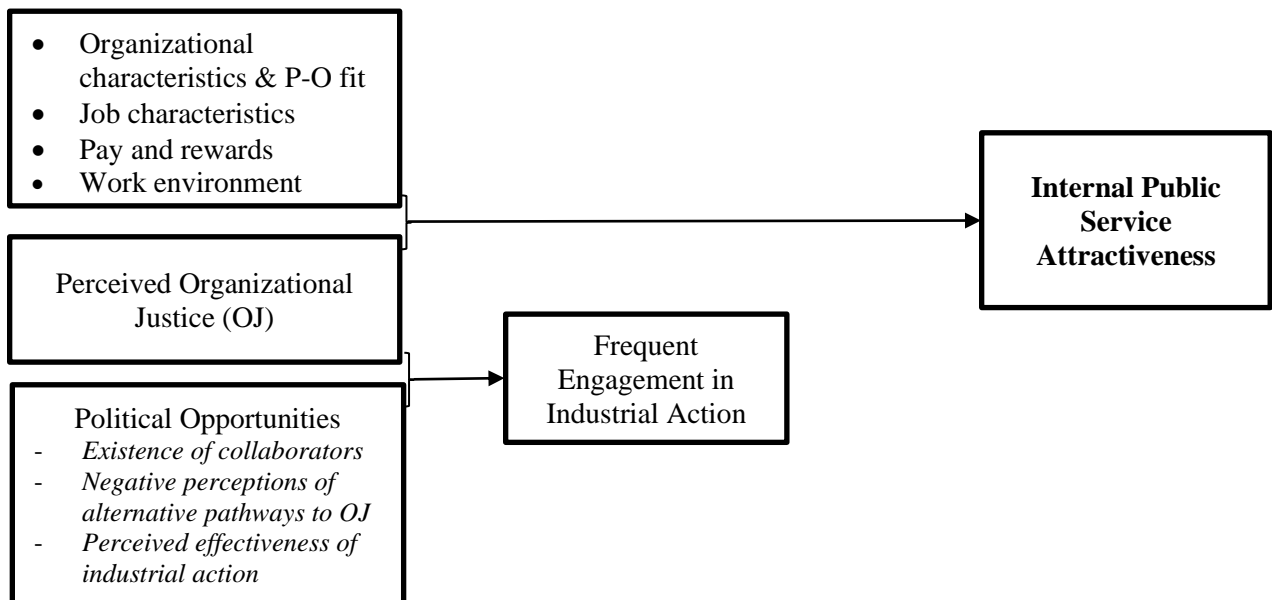 • Organizational
characteristics & P-O fit
• Job characteristics
• Pay and rewards
• Work environment
Perceived Organizational
Justice (OJ)
Political Opportunities
- Existence of collaborators
- Negative perceptions of
alternative pathways to OJ
- Perceived effectiveness of
industrial action
Frequent
Engagement in
Industrial Action
Internal Public
Service
Attractiveness